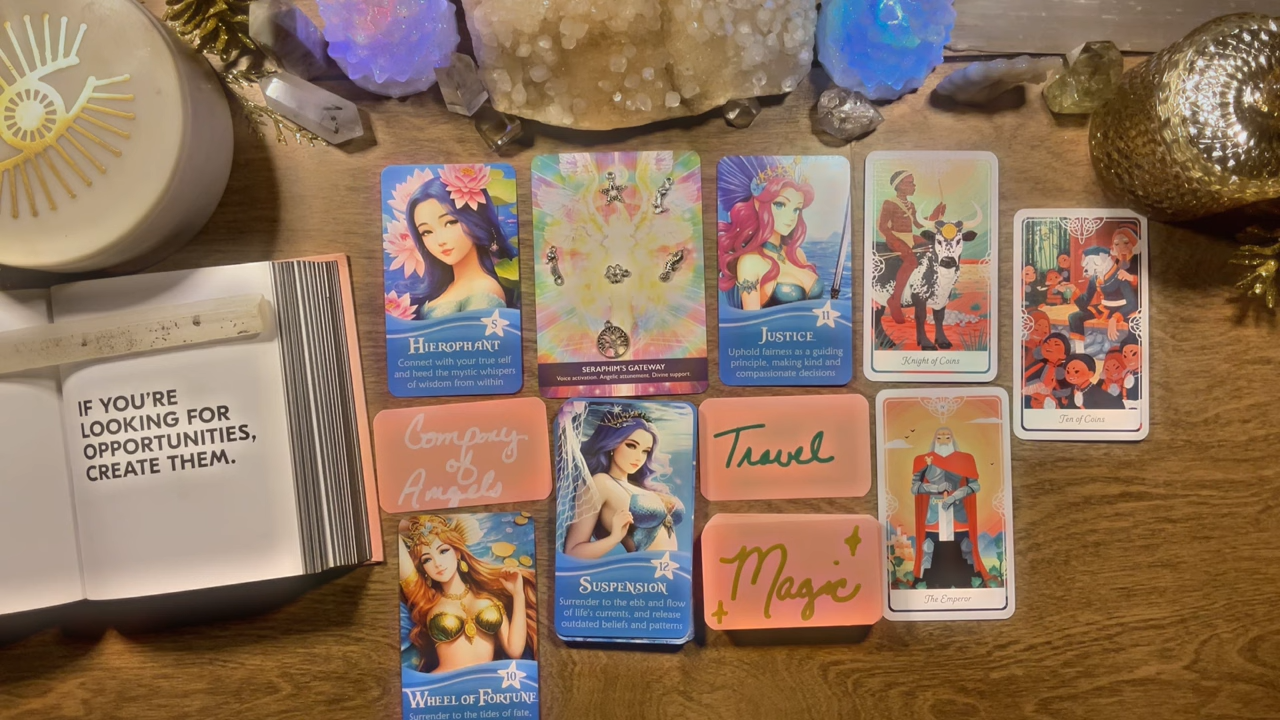 IF YOU'RE
LOOKING FOR
OPPORTUNITIES,
CREATE THEM.
5
HIEROPHANT
Connect with your true self
and heed the mystic whispers
of wisdom from within
SERAPHIM'S GATEWAY
Voice activation. Angelic attunement. Divine support.
11
JUSTICE
Uphold fairness as a guiding
principle, making kind and
compassionate decisions
Knight of Coins
Ten of Coins
Company
of
Angels
12
SUSPENSION
Surrender to the ebb and flow
of life's currents, and release
outdated beliefs and patterns
Travel
Magic
The Emperor
10
WHEEL OF FORTUNE
Surrender to the tides of fate,